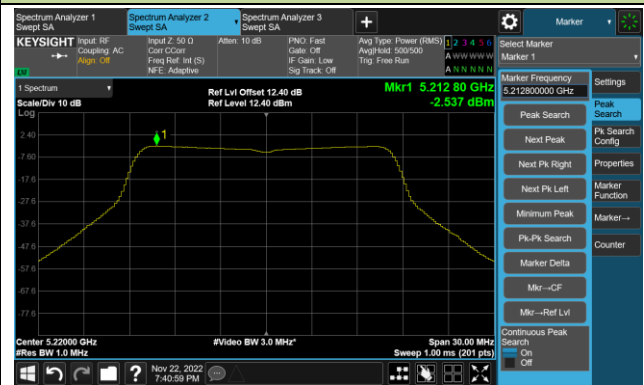 Spectrum Analyzer 1
Swept SA
Spectrum Analyzer 2
Swept SA
Spectrum Analyzer 3
Swept SA
+
Marker
KEYSIGHT
Input: RF
Coupling: AC
Align: Off
Input Z: 50 Ω
Corr CCorr
Freq Ref: Int (S)
NFE: Adaptive
Atten: 10 dB
PNO: Fast
Gate: Off
IF Gain: Low
Sig Track: Off
Avg Type: Power (RMS)
Avg|Hold: 500/500
Trig: Free Run
1 2 3 4 5 6
A W W W W W
A N N N N N
LXI
Select Marker
Marker 1
1 Spectrum
Scale/Div 10 dB
Log
Ref Lvl Offset 12.40 dB
Ref Level 12.40 dBm
Mkr1 5.212 80 GHz
-2.537 dBm
1
2.40
-7.60
-17.6
-27.6
-37.6
-47.6
-57.6
-67.6
-77.6
Center 5.22000 GHz
#Res BW 1.0 MHz
#Video BW 3.0 MHz*
Span 30.00 MHz
Sweep 1.00 ms (201 pts)
Marker Frequency
5.212800000 GHz
Peak Search
Next Peak
Next Pk Right
Next Pk Left
Minimum Peak
Pk-Pk Search
Marker Delta
Mkr→CF
Mkr→Ref Lvl
Continuous Peak
Search
On
Off
Settings
Peak
Search
Pk Search
Config
Properties
Marker
Function
Marker→
Counter
?
Nov 22, 2022
7:40:59 PM